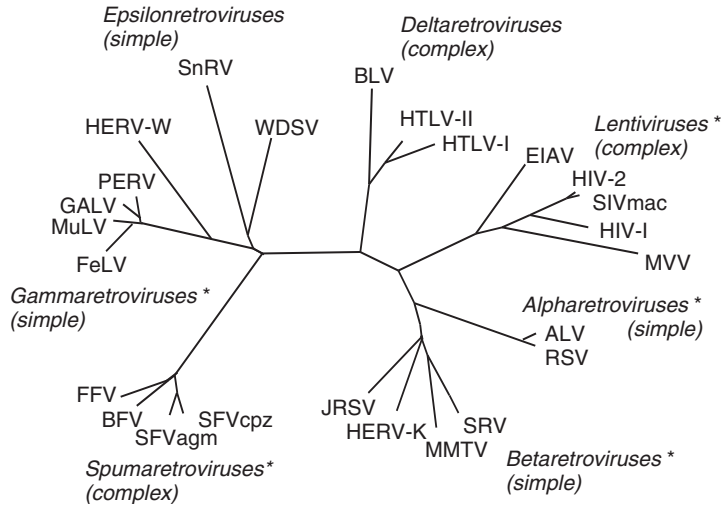 Epsilonretroviruses
(simple)
SnRV
HERV-W
WDSV
PERV
GALV
MuLV
FeLV
Gammaretroviruses *
(simple)
Deltaretroviruses
(complex)
BLV
HTLV-II
HTLV-I
Lentiviruses *
(complex)
EIAV
HIV-2
SIVmac
HIV-I
MVV
Alpharetroviruses *
(simple)
ALV
RSV
FFV
BFV
SFVagm
SFVcpz
Spumaretroviruses*
(complex)
JRSV
HERV-K
MMTV
SRV
Betaretroviruses *
(simple)